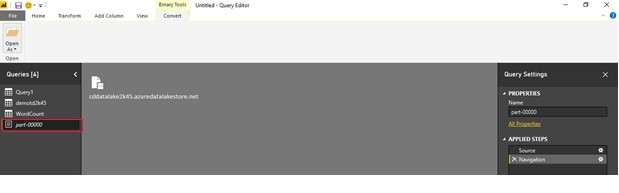 Binary Tools
Untitled - Query Editor
File
Home
Transform
Add Column
View
Convert
Open
As
Open
Queries [4]
Query1
demotd2k45
WordCount
part-00000
cddatalake2k45.azuredatalakestore.net
Query Settings
PROPERTIES
Name
part-00000
All Properties
APPLIED STEPS
Source
Navigation